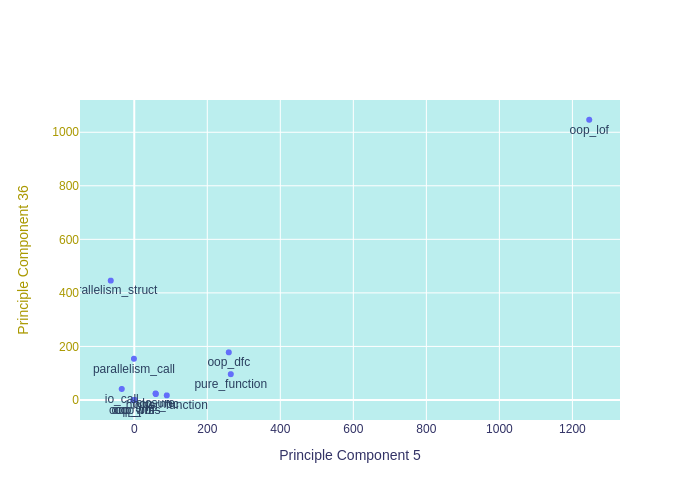 1000
800
600
400
200
0
0
200
400
600
800
1000
1200
Principle Component 5
Principle Component 36
oop_lof
allelism_struct
parallelism_call
oop_dfc
pure_function
io_call